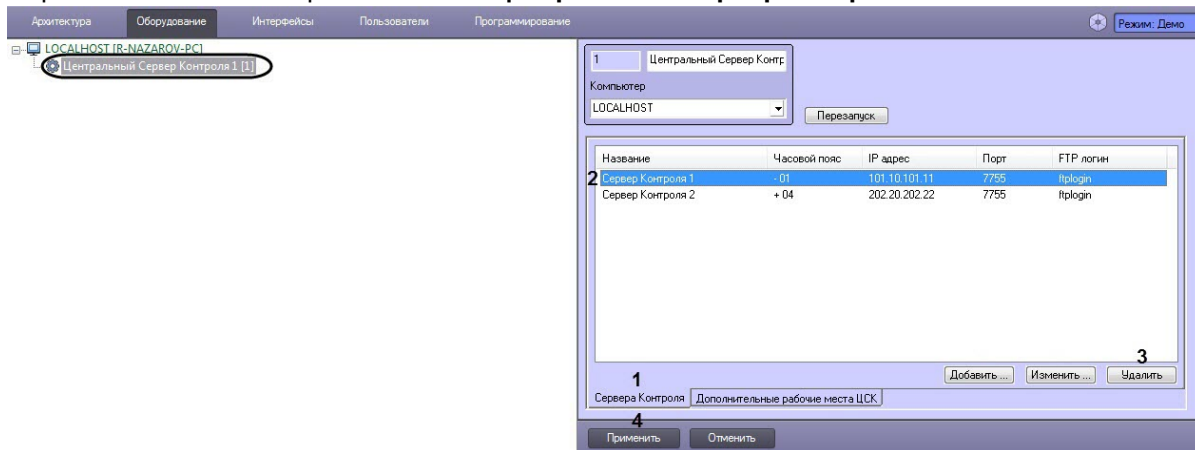 Архитектура Оборудование Интерфейсы Пользователи Программирование Режим: Демо
LOCALHOST [R-NAZAROV-PC]
Центральный Сервер Контроля 1 [1]
1 Центральный Сервер Контр
Компьютер
LOCALHOST Перезапуск
Название Часовой пояс IP адрес Порт FTP логин
2 Сервер Контроля 1 - 01 101.10.101.11 7755 ftplogin
Сервер Контроля 2 + 04 202.20.202.22 7755 ftplogin
3
Добавить ... Изменить ... Удалить
1
Сервера Контроля Дополнительные рабочие места ЦСК
4
Применить Отменить